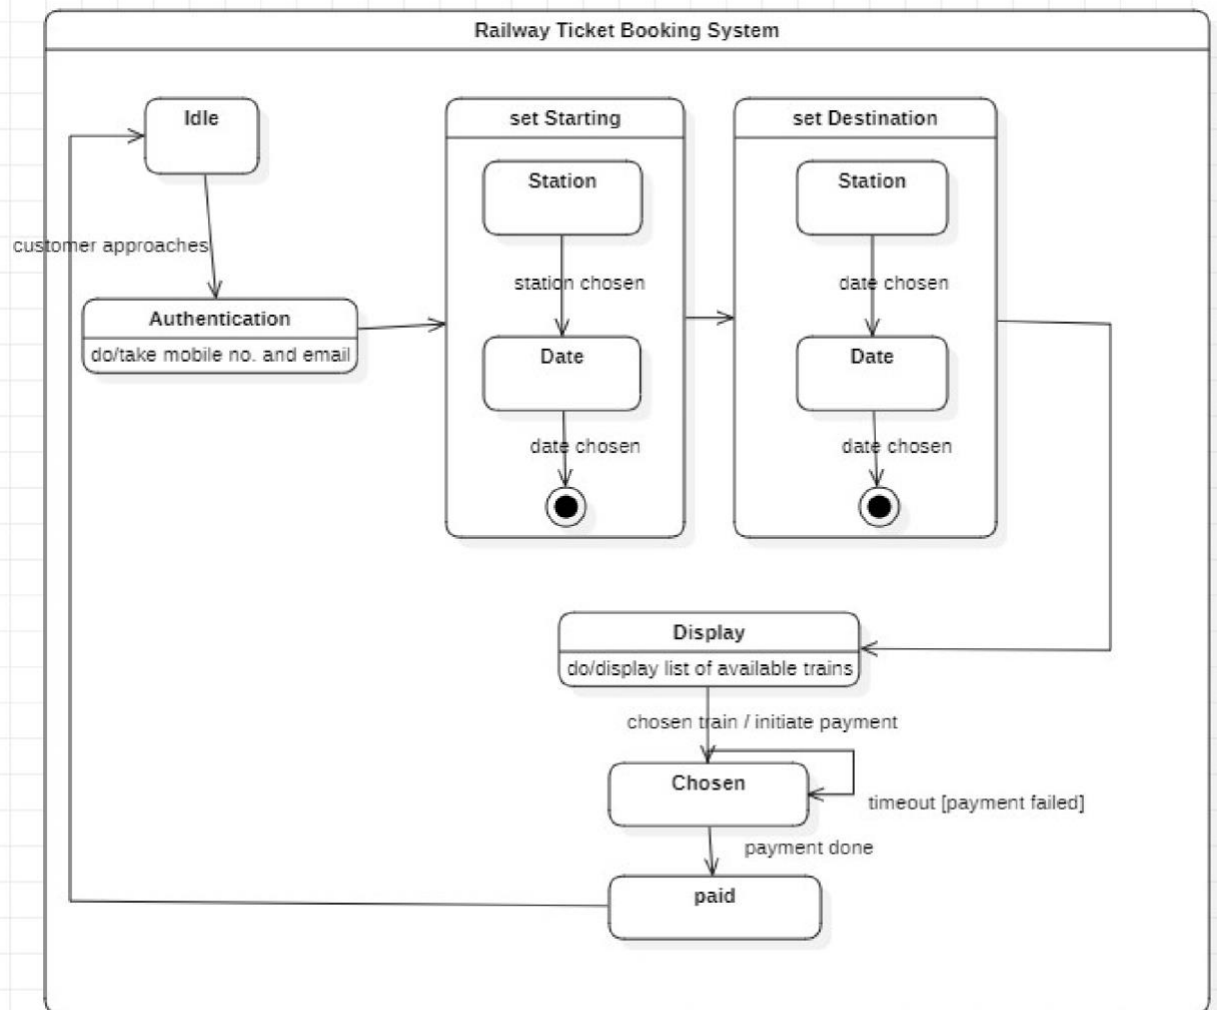 Railway Ticket Booking System
Idle
customer approaches
Authentication
do/take mobile no. and email
set Starting
Station
station chosen
Date
date chosen
set Destination
Station
date chosen
Date
date chosen
Display
do/display list of available trains
chosen train / initiate payment
Chosen
timeout [payment failed]
payment done
paid